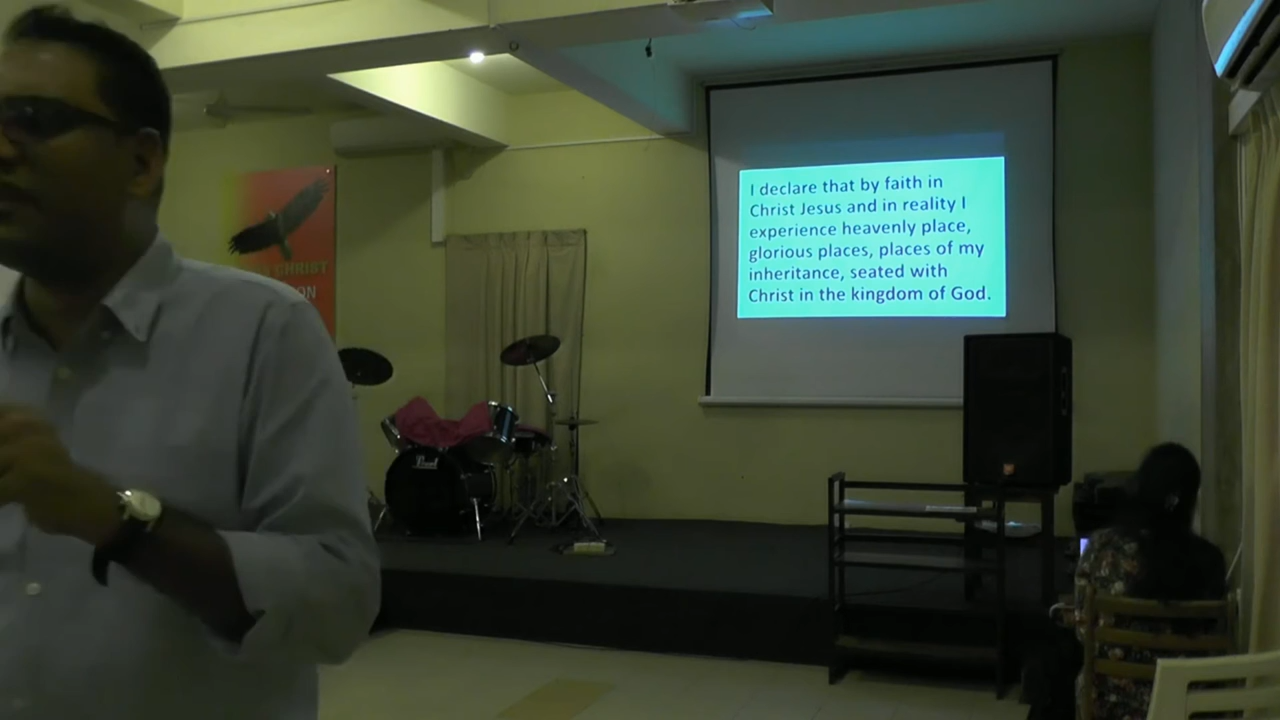 I declare that by faith in
Christ Jesus and in reality I
experience heavenly place,
glorious places, places of my
inheritance, seated with
Christ in the kingdom of God.
CHRIST
ON
Pearl